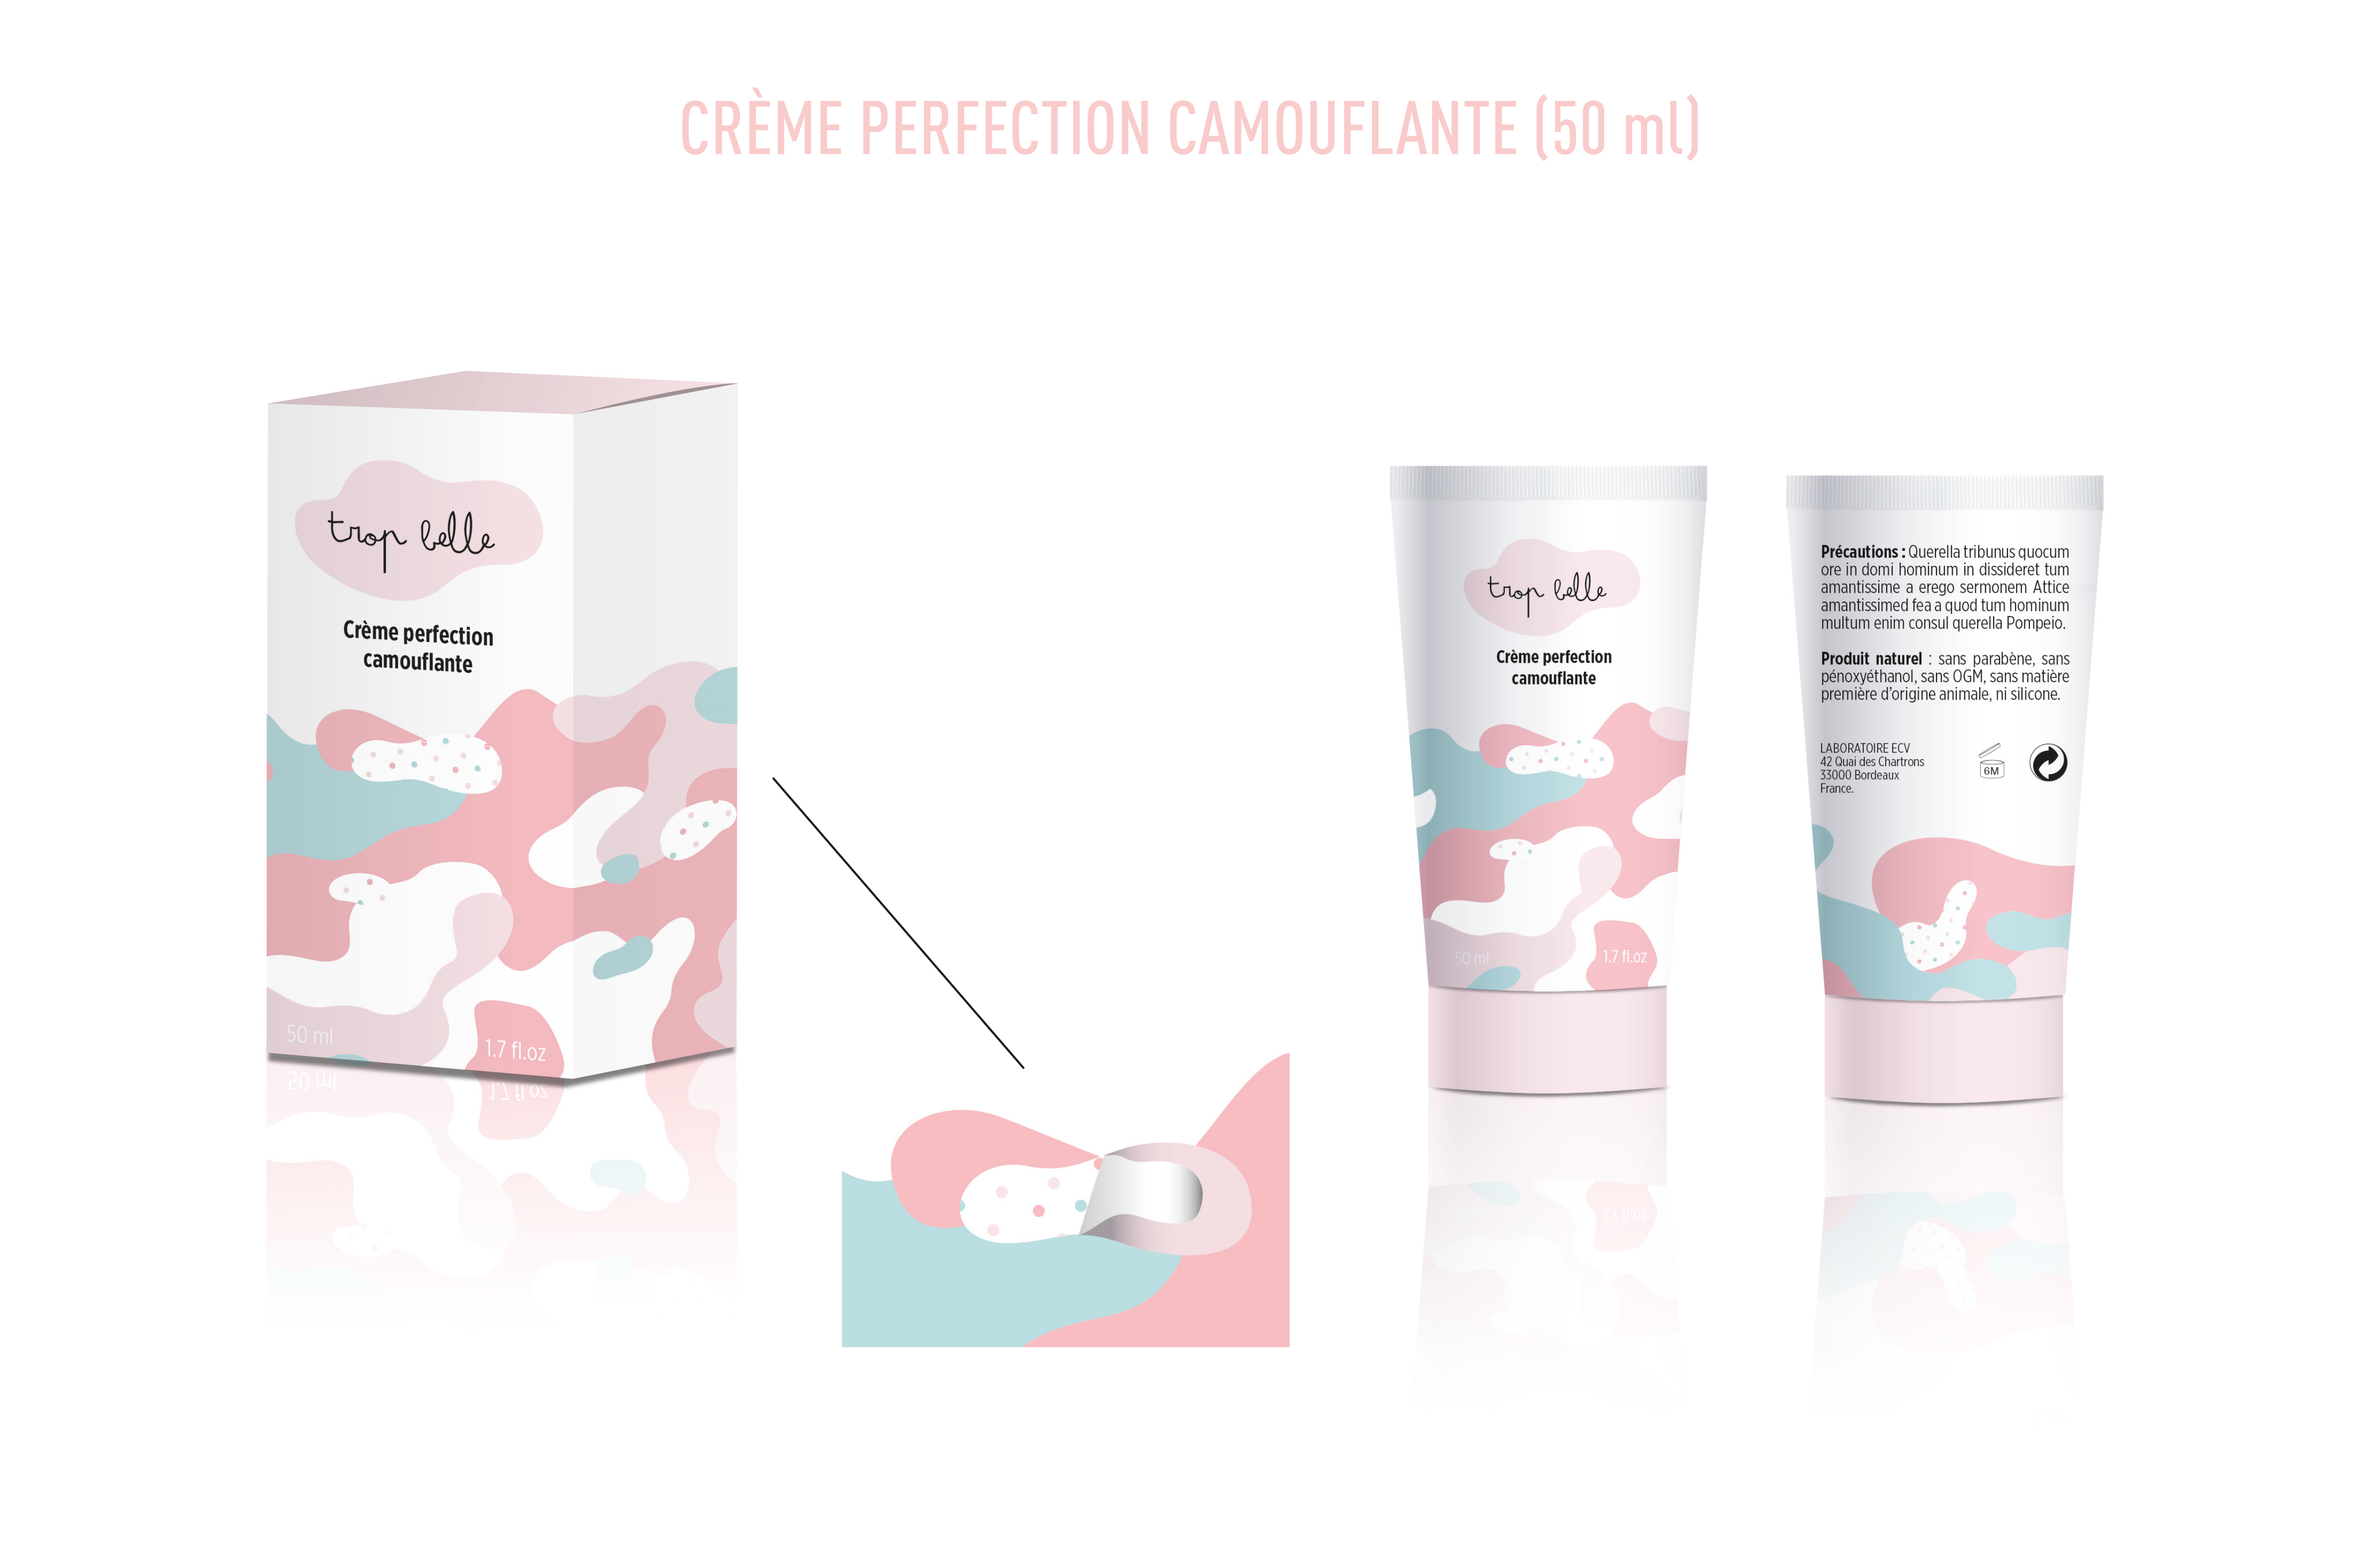 CRÈME PERFECTION CAMOUFLANTE (50 ml)
trop belle
Crème perfection
camouflante
50 ml
1.7 fl.oz
trop belle
Crème perfection
camouflante
50 ml
1.7 fl.oz
Précautions : Querella tribunus quocum
ore in domi hominum in dissideret tum
amantissime a erego sermonem Attice
amantissimed fea a quod tum hominum
multum enim consul querella Pompeio.
Produit naturel : sans parabène, sans
pénoxyéthanol, sans OGM, sans matière
première d'origine animale, ni silicone.
LABORATOIRE ECV
42 Quai des Chartrons
33000 Bordeaux
France.
6M